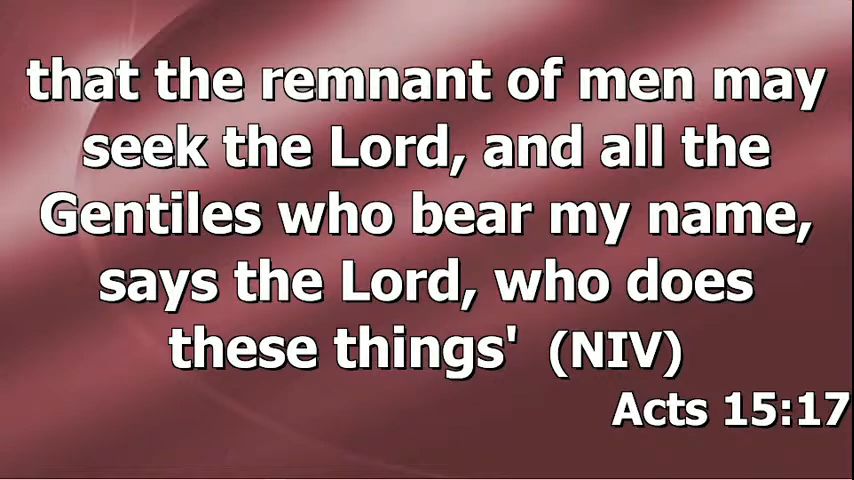 that the remnant of men may
seek the Lord, and all the
Gentiles who bear my name,
says the Lord, who does
these things' (NIV)
Acts 15:17